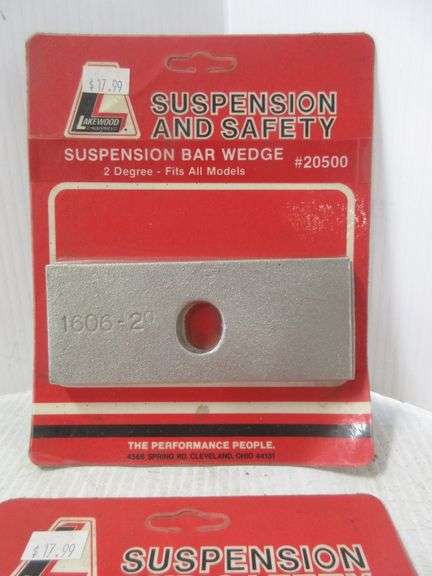 $17.99
LAKEWOOD
INDUSTRIES
SUSPENSION
AND SAFETY
SUSPENSION BAR WEDGE
#20500
2 Degree - Fits All Models
1606-2°
THE PERFORMANCE PEOPLE.
4566 SPRING RD. CLEVELAND, OHIO 44131
$17.99
SUSPENSION